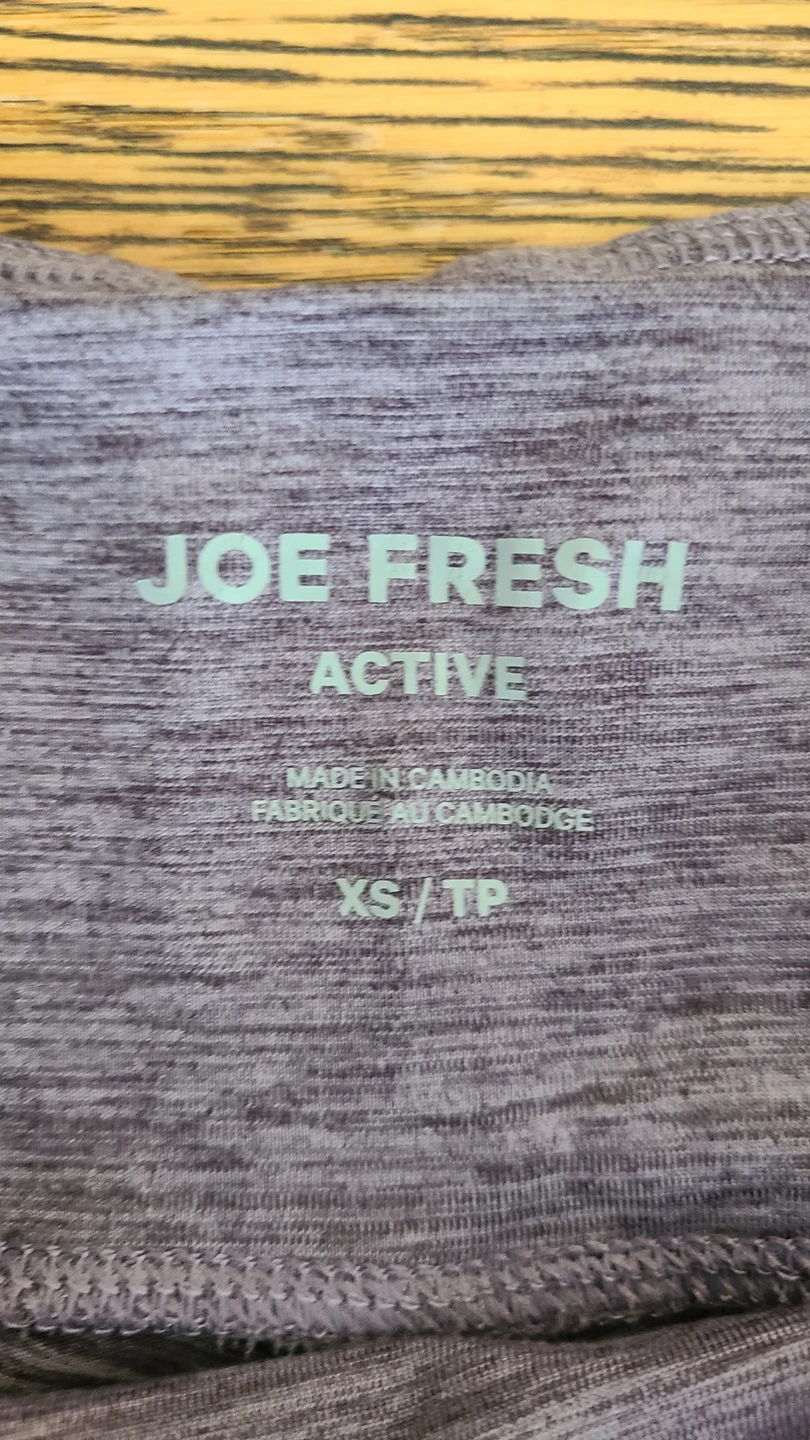 JOE FRESH
ACTIVE
MADE IN CAMBODIA
FABRIQUE AU CAMBODGE
XS / TP